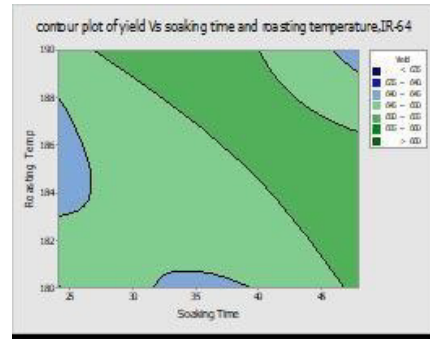 contour plot of yield Vs soaking time and roasting temperature,IR-64
190
188
186
184
182
180
Roasting Temp
25
30
35
40
45
Soaking Time
Yield